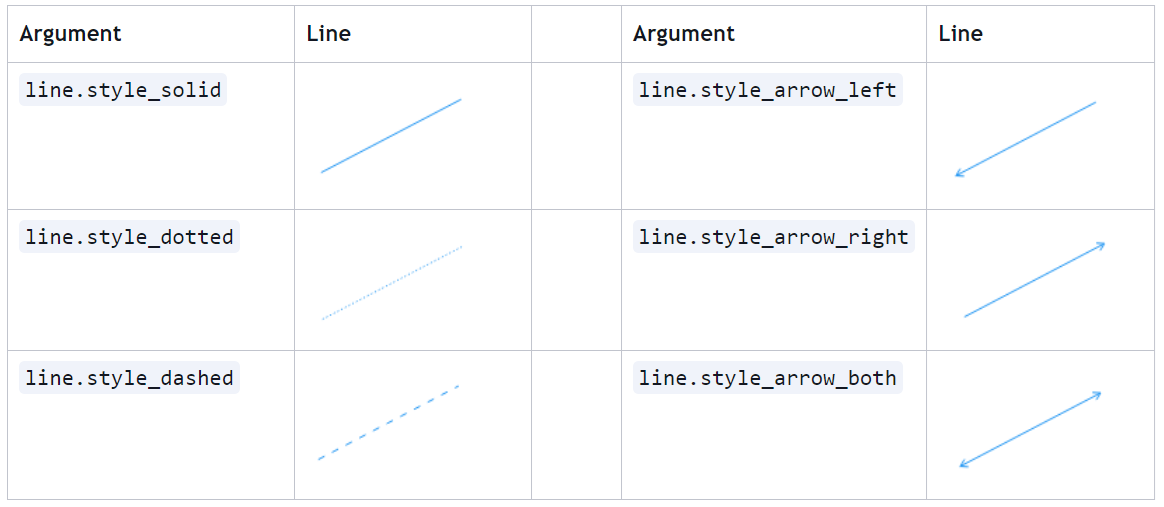 Argument Line Argument Line
line.style_solid line.style_arrow_left
line.style_dotted line.style_arrow_right
line.style_dashed line.style_arrow_both